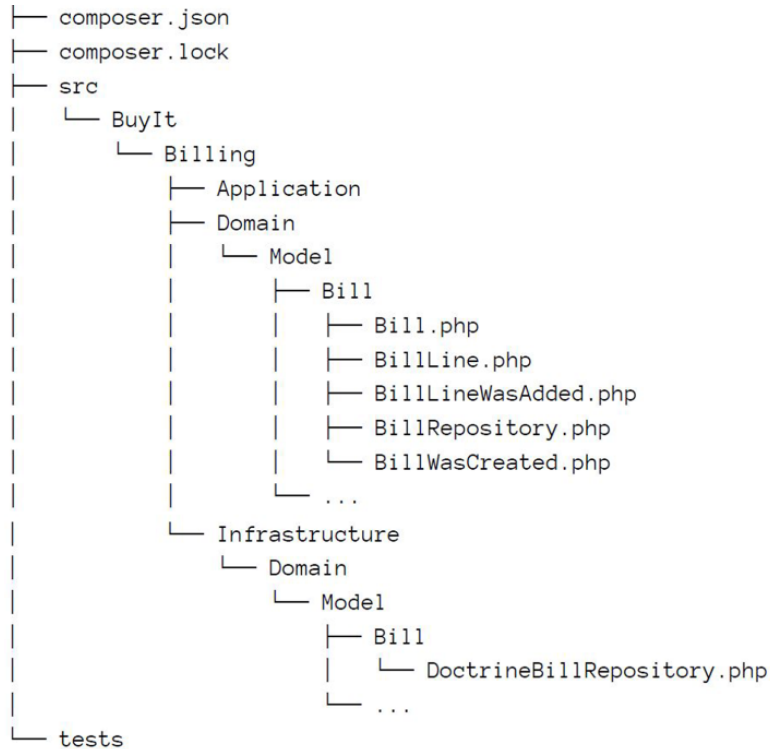 ├── composer.json
├── composer.lock
├── src
│   └── BuyIt
│       └── Billing
│           ├── Application
│           ├── Domain
│           │   └── Model
│           │       ├── Bill
│           │       │   ├── Bill.php
│           │       │   ├── BillLine.php
│           │       │   ├── BillLineWasAdded.php
│           │       │   ├── BillRepository.php
│           │       │   └── BillWasCreated.php
│           │       └── ...
│           └── Infrastructure
│               └── Domain
│                   └── Model
│                       ├── Bill
│                       │   └── DoctrineBillRepository.php
│                       └── ...
└── tests